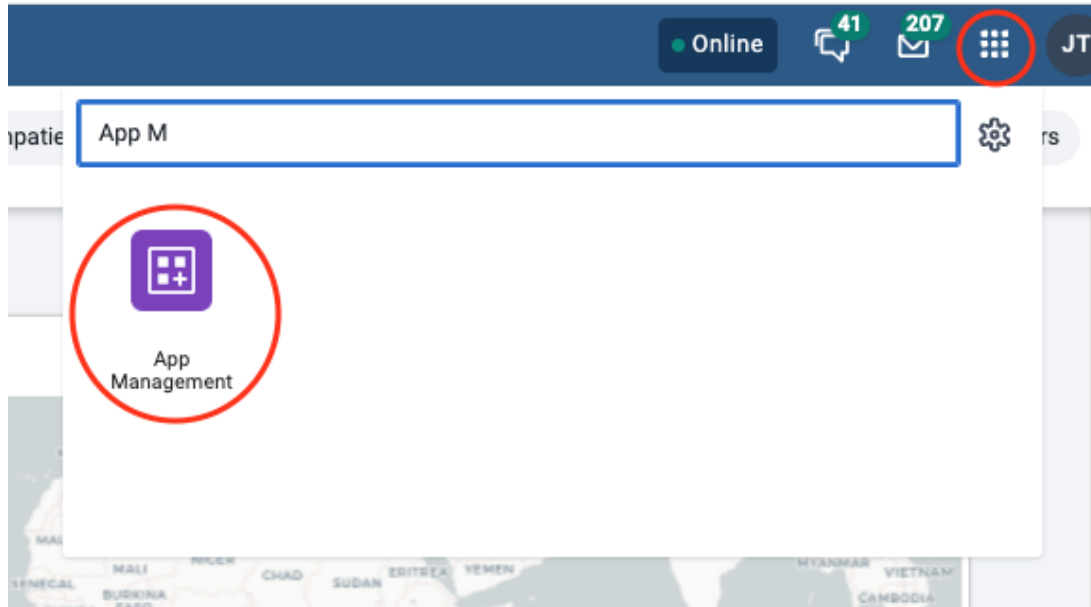 41
207
Online
JT
npatie
App M
rs
App
Management
MALI
NIGER
CHAD
SUDAN
ERITREA
YEMEN
MYANMAR
VIETNAM
SENEGAL
BURKINA
CAMBODIA